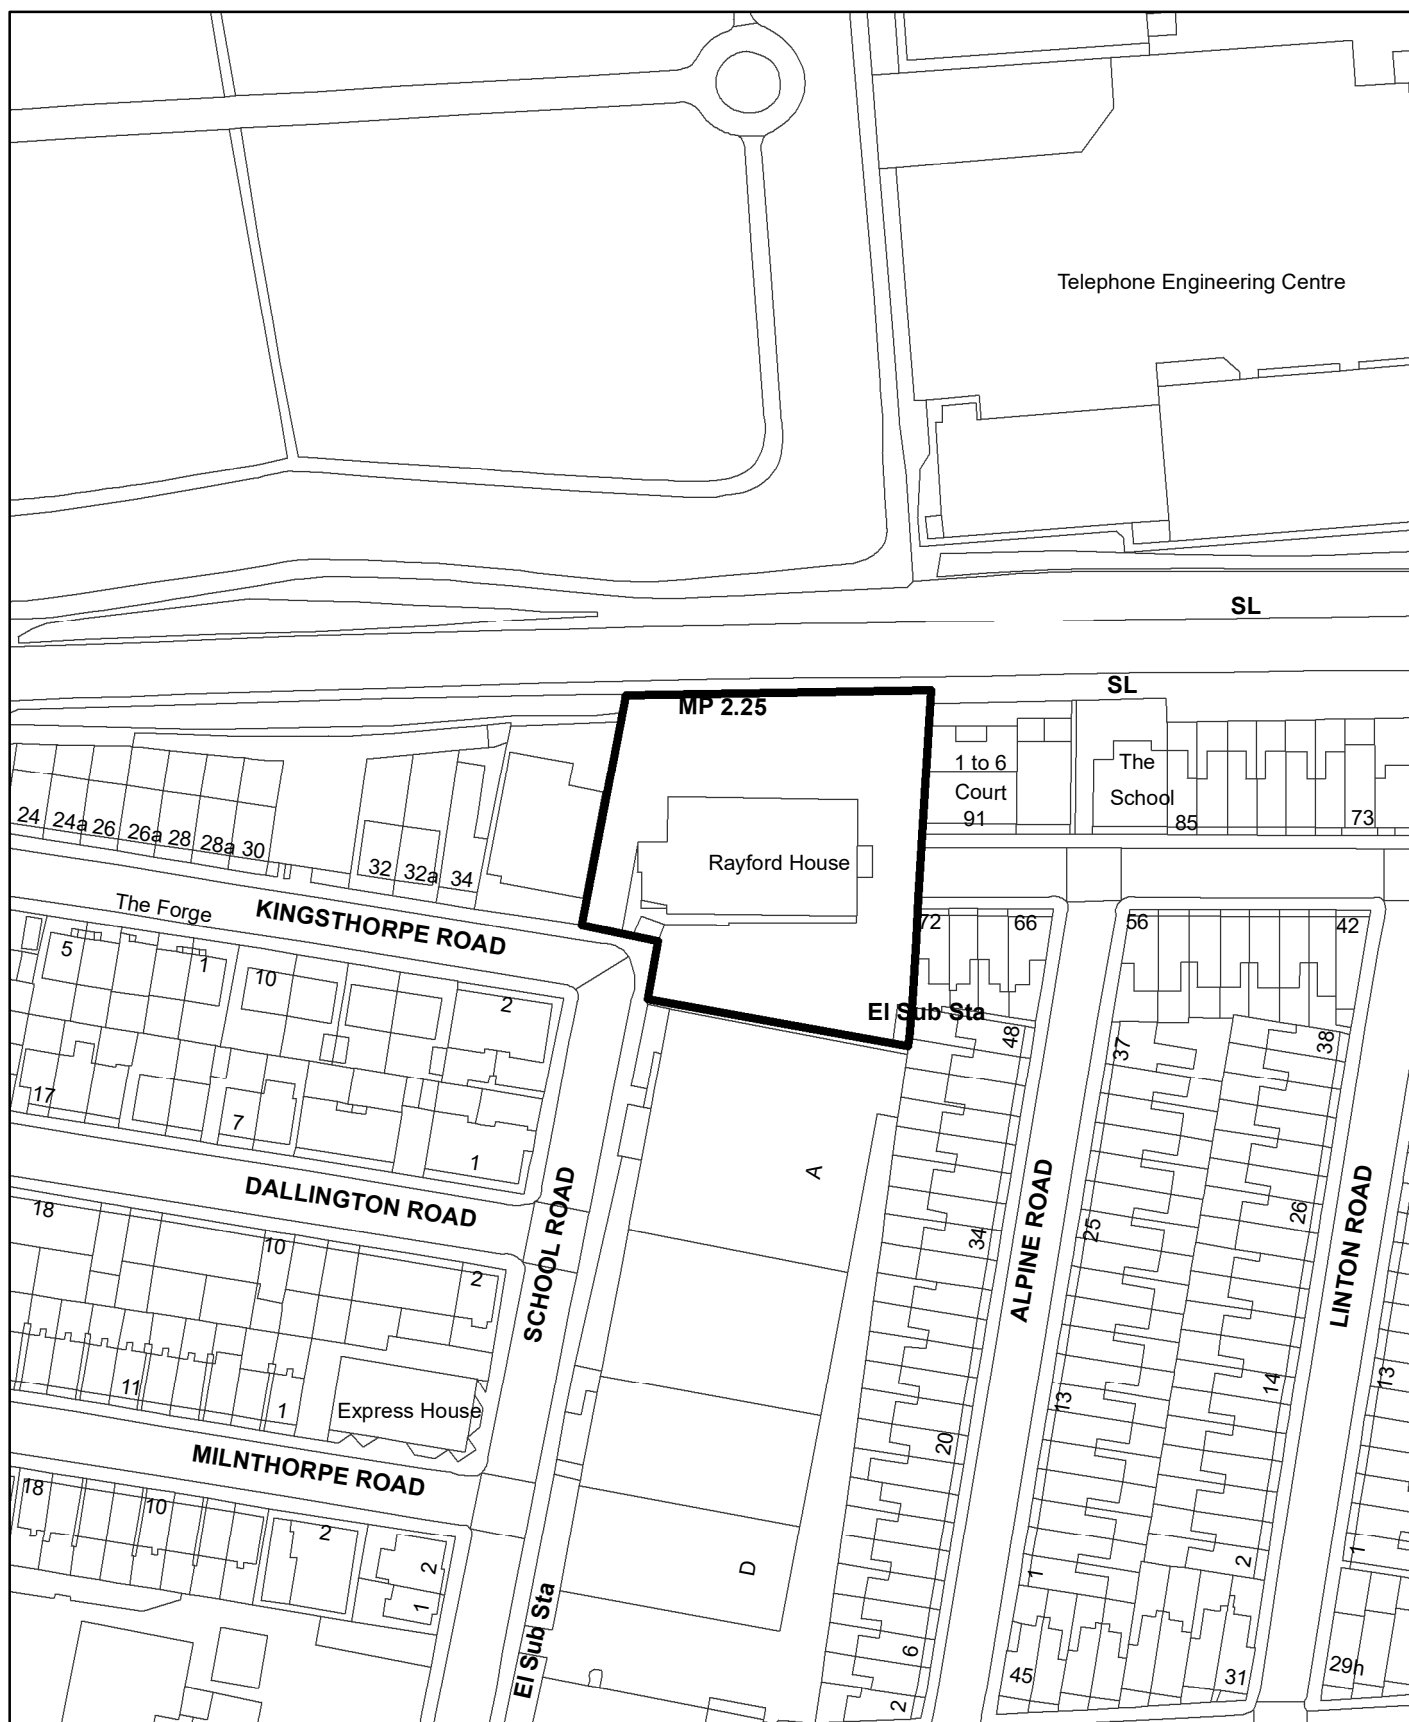 Telephone Engineering Centre
SL
SL
MP 2.25
1 to 6
Court
91
The
School
85
73
24
24a
26
26a
28
28a
30
32
32a
34
Rayford House
The Forge
KINGSTHORPE ROAD
72
66
56
42
5
1
10
2
El Sub Sta
48
37
38
17
7
1
A
DALLINGTON ROAD
SCHOOL ROAD
ALPINE ROAD
LINTON ROAD
18
10
2
34
25
26
11
1
Express House
13
14
13
20
MILNTHORPE ROAD
18
10
2
2
1
D
El Sub Sta
1
2
1
6
2
45
31
29h